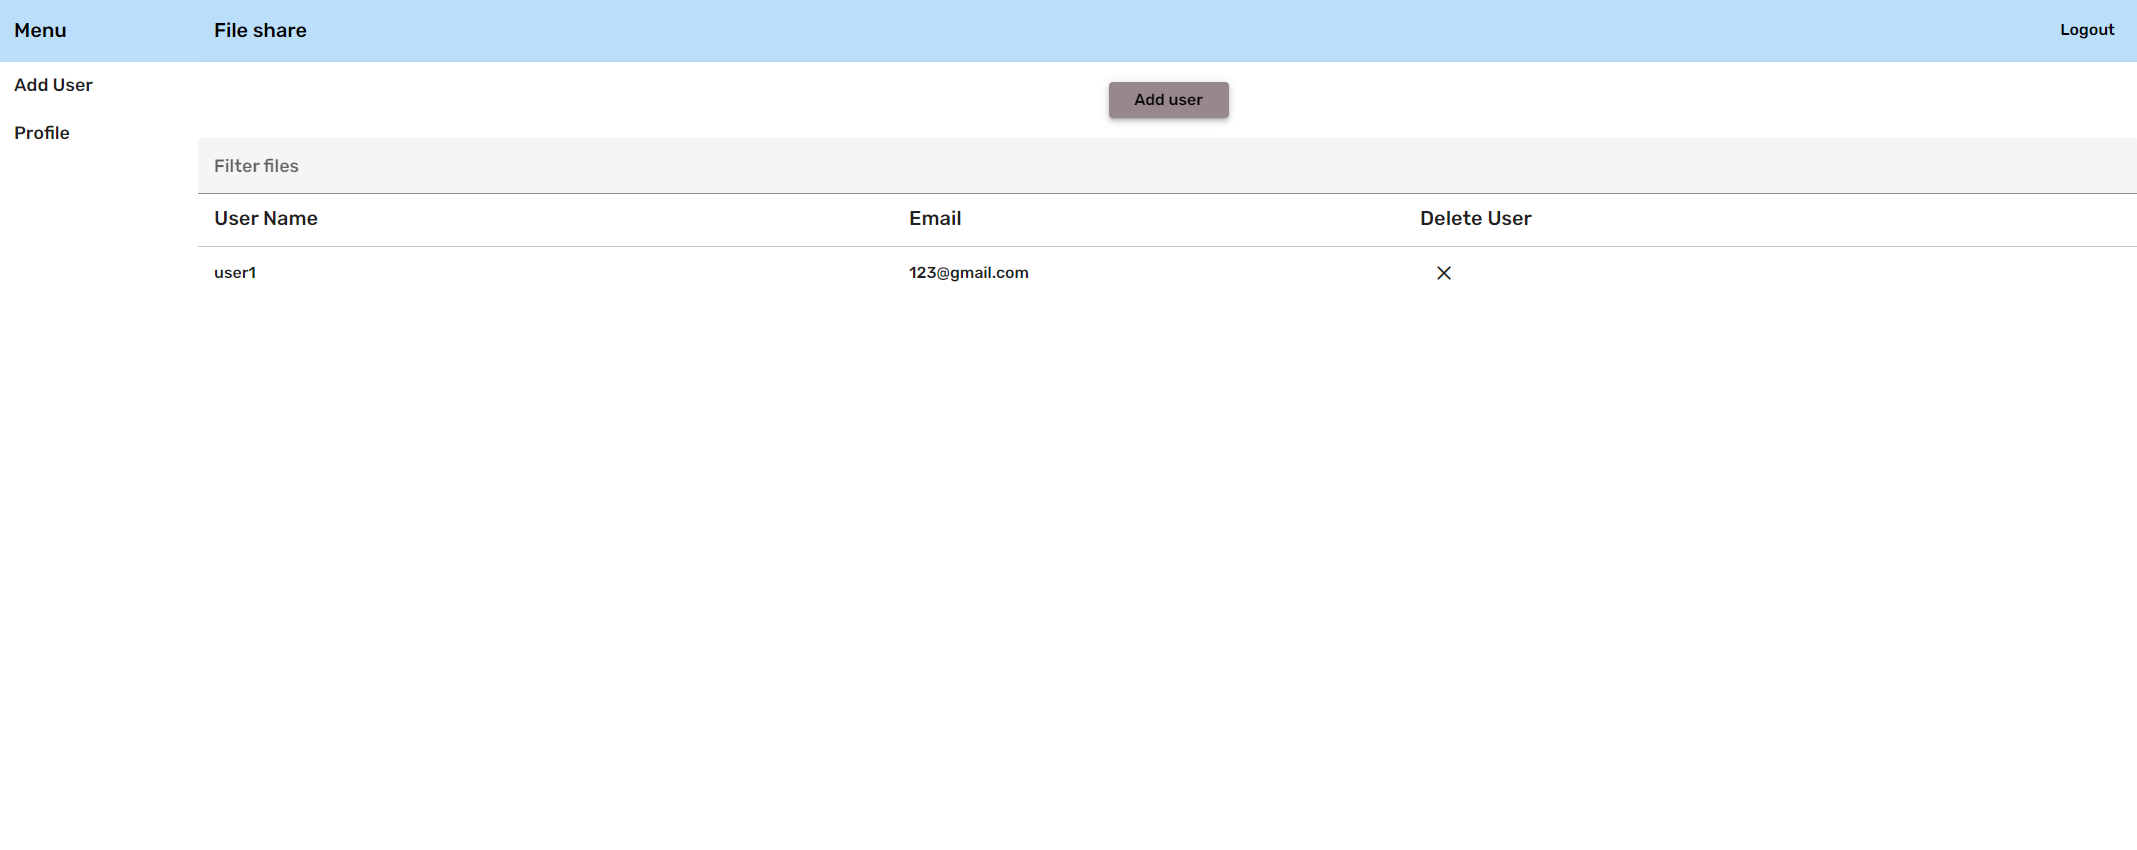 Menu File share Logout
Add User
Add user
Profile
Filter files
User Name Email Delete User
user1 123@gmail.com